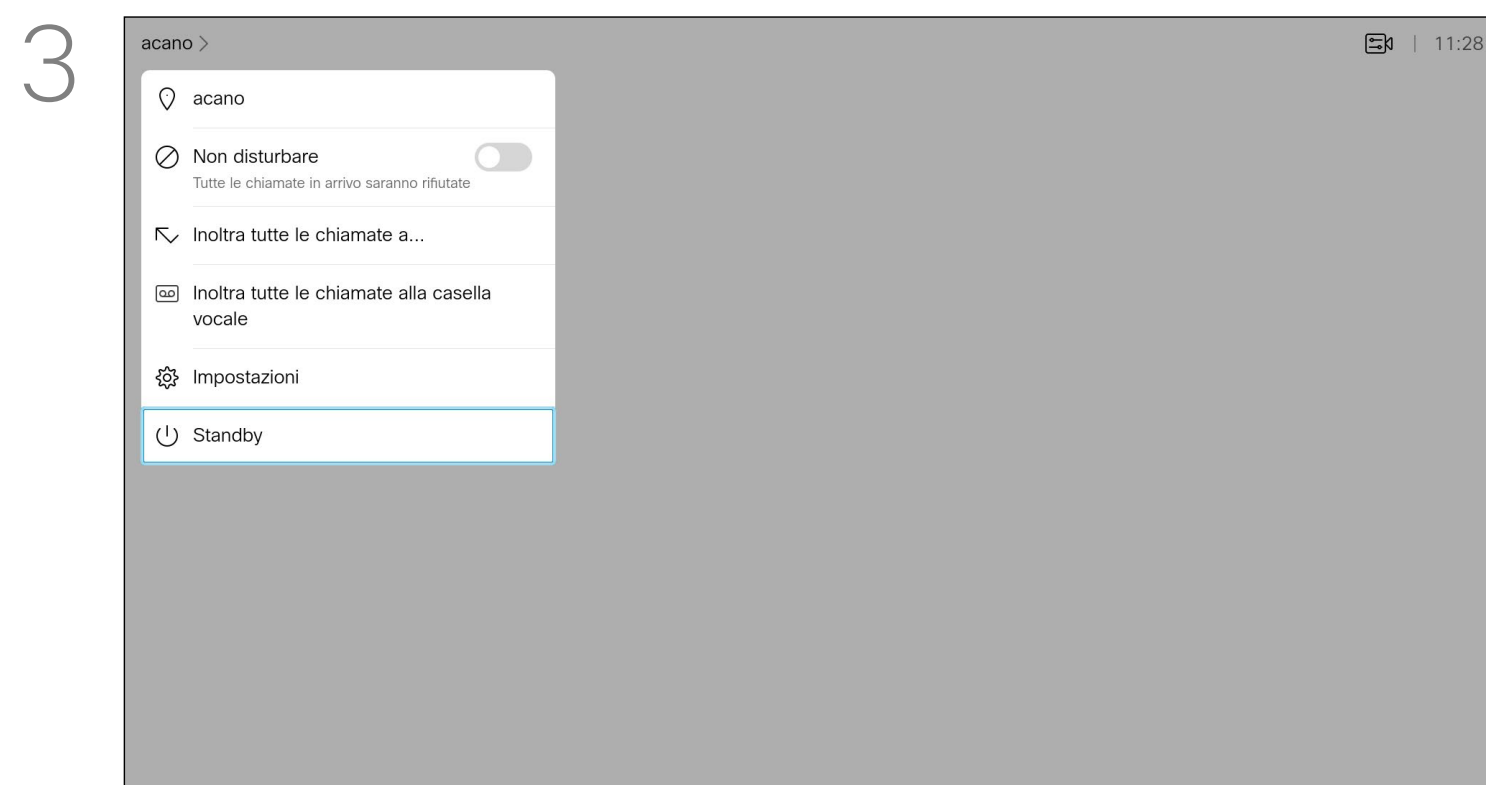 3
acano >
11:28
acano
Non disturbare
Tutte le chiamate in arrivo saranno rifiutate
Inoltra tutte le chiamate a...
Inoltra tutte le chiamate alla casella
vocale
Impostazioni
Standby